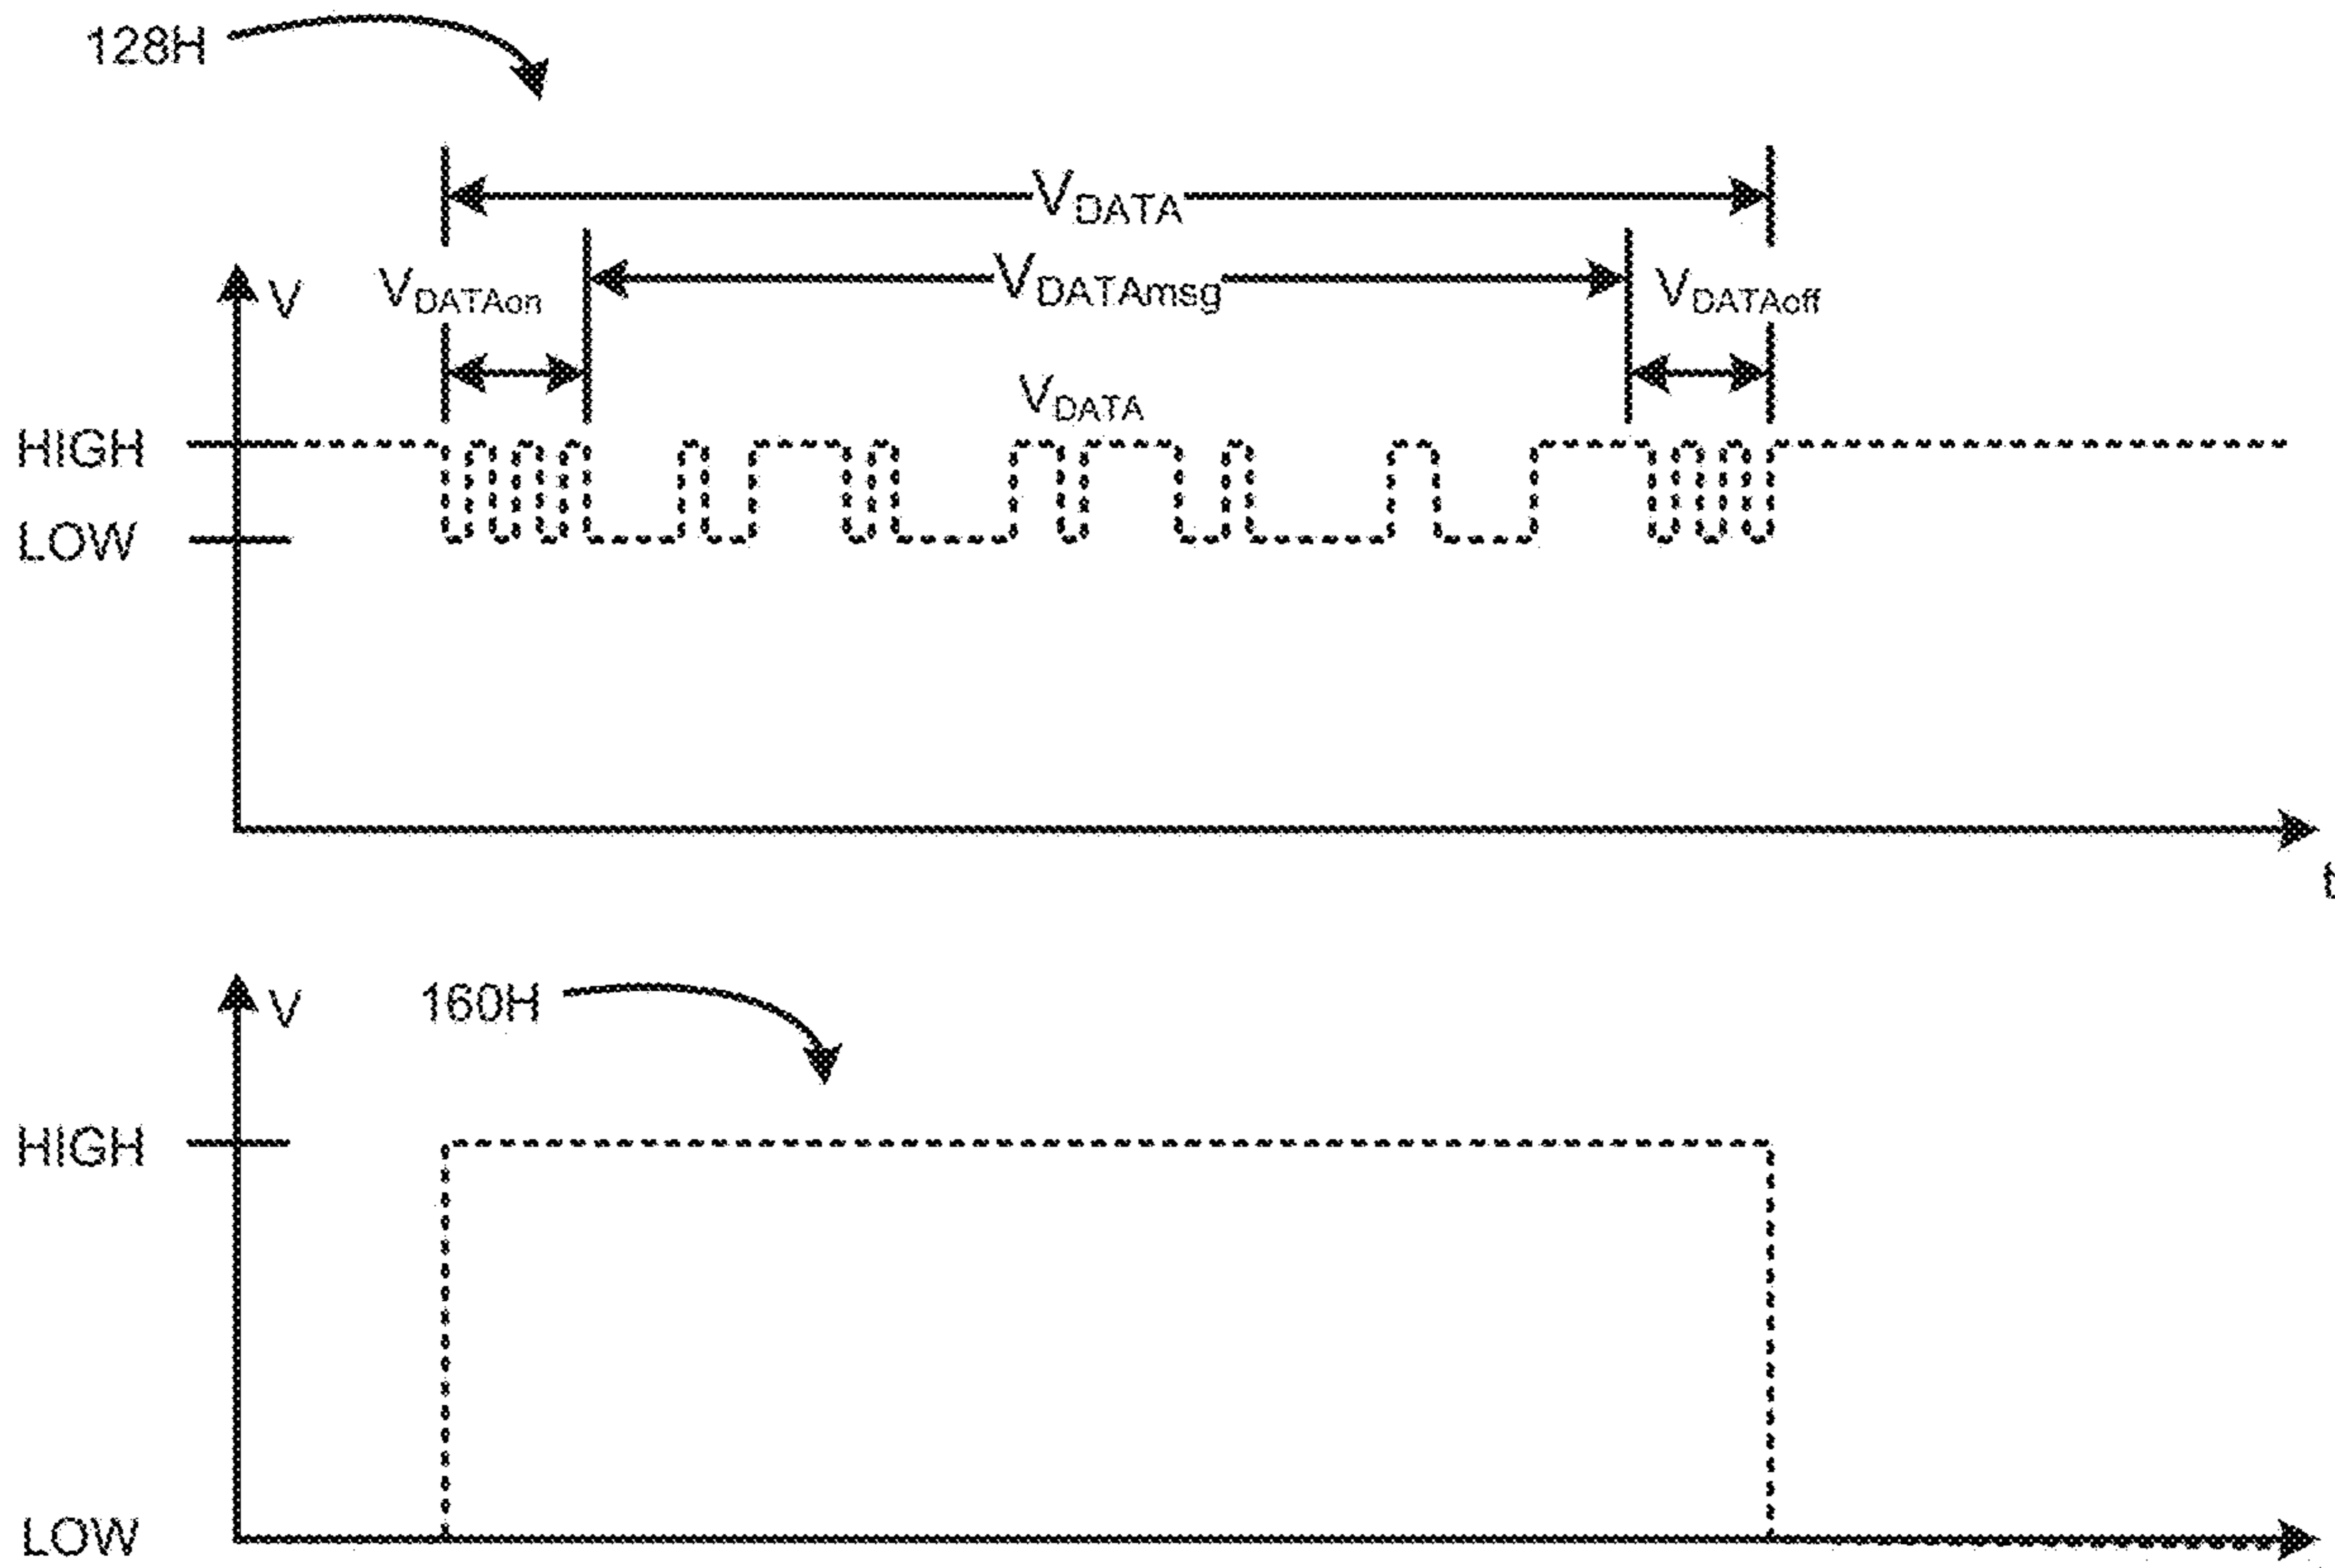 128H
VDATA
VDATAmsg
VDATAon
VDATAoff
V
VDATA
HIGH
LOW
t
V
160H
HIGH
LOW